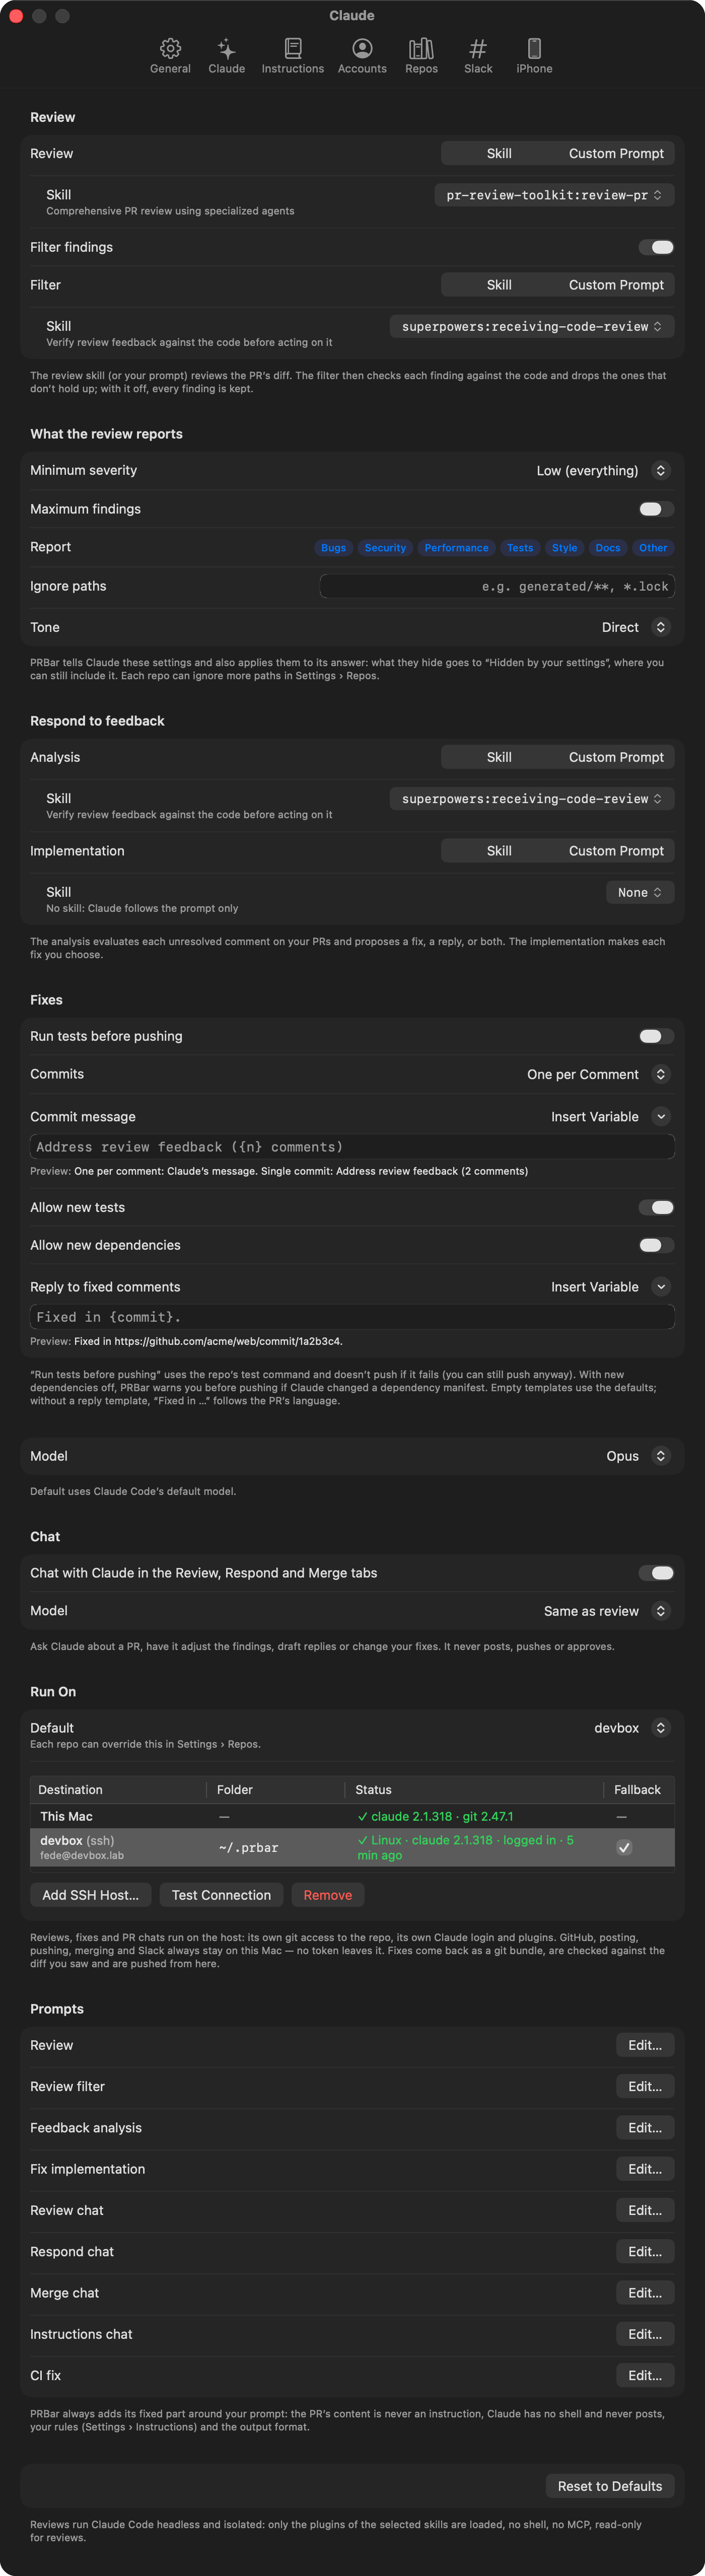 Claude
General Claude Instructions Accounts Repos Slack iPhone
Review
Review Skill Custom Prompt
Skill pr-review-toolkit:review-pr
Comprehensive PR review using specialized agents
Filter findings
Filter Skill Custom Prompt
Skill superpowers:receiving-code-review
Verify review feedback against the code before acting on it
The review skill (or your prompt) reviews the PR's diff. The filter then checks each finding against the code and drops the ones that
don't hold up; with it off, every finding is kept.
What the review reports
Minimum severity Low (everything)
Maximum findings
Report Bugs Security Performance Tests Style Docs Other
Ignore paths e.g. generated/**, *.lock
Tone Direct
PRBar tells Claude these settings and also applies them to its answer: what they hide goes to “Hidden by your settings”, where you
can still include it. Each repo can ignore more paths in Settings › Repos.
Respond to feedback
Analysis Skill Custom Prompt
Skill superpowers:receiving-code-review
Verify review feedback against the code before acting on it
Implementation Skill Custom Prompt
Skill None
No skill: Claude follows the prompt only
The analysis evaluates each unresolved comment on your PRs and proposes a fix, a reply, or both. The implementation makes each
fix you choose.
Fixes
Run tests before pushing
Commits One per Comment
Commit message Insert Variable
Address review feedback ({n} comments)
Preview: One per comment: Claude's message. Single commit: Address review feedback (2 comments)
Allow new tests
Allow new dependencies
Reply to fixed comments Insert Variable
Fixed in {commit}.
Preview: Fixed in https://github.com/acme/web/commit/1a2b3c4.
“Run tests before pushing” uses the repo's test command and doesn't push if it fails (you can still push anyway). With new
dependencies off, PRBar warns you before pushing if Claude changed a dependency manifest. Empty templates use the defaults;
without a reply template, “Fixed in …” follows the PR's language.
Model Opus
Default uses Claude Code's default model.
Chat
Chat with Claude in the Review, Respond and Merge tabs
Model Same as review
Ask Claude about a PR, have it adjust the findings, draft replies or change your fixes. It never posts, pushes or approves.
Run On
Default devbox
Each repo can override this in Settings › Repos.
Destination Folder Status Fallback
This Mac — ✓ claude 2.1.318 · git 2.47.1 —
devbox (ssh) ~/.prbar ✓ Linux · claude 2.1.318 · logged in · 5
fede@devbox.lab min ago
Add SSH Host… Test Connection Remove
Reviews, fixes and PR chats run on the host: its own git access to the repo, its own Claude login and plugins. GitHub, posting,
pushing, merging and Slack always stay on this Mac — no token leaves it. Fixes come back as a git bundle, are checked against the
diff you saw and are pushed from here.
Prompts
Review Edit…
Review filter Edit…
Feedback analysis Edit…
Fix implementation Edit…
Review chat Edit…
Respond chat Edit…
Merge chat Edit…
Instructions chat Edit…
CI fix Edit…
PRBar always adds its fixed part around your prompt: the PR's content is never an instruction, Claude has no shell and never posts,
your rules (Settings › Instructions) and the output format.
Reset to Defaults
Reviews run Claude Code headless and isolated: only the plugins of the selected skills are loaded, no shell, no MCP, read-only
for reviews.